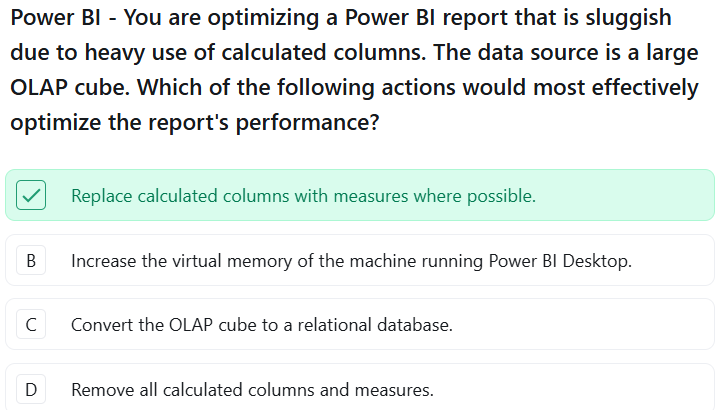 Power BI - You are optimizing a Power BI report that is sluggish
due to heavy use of calculated columns. The data source is a large
OLAP cube. Which of the following actions would most effectively
optimize the report's performance?
Replace calculated columns with measures where possible.
B Increase the virtual memory of the machine running Power BI Desktop.
C Convert the OLAP cube to a relational database.
D Remove all calculated columns and measures.